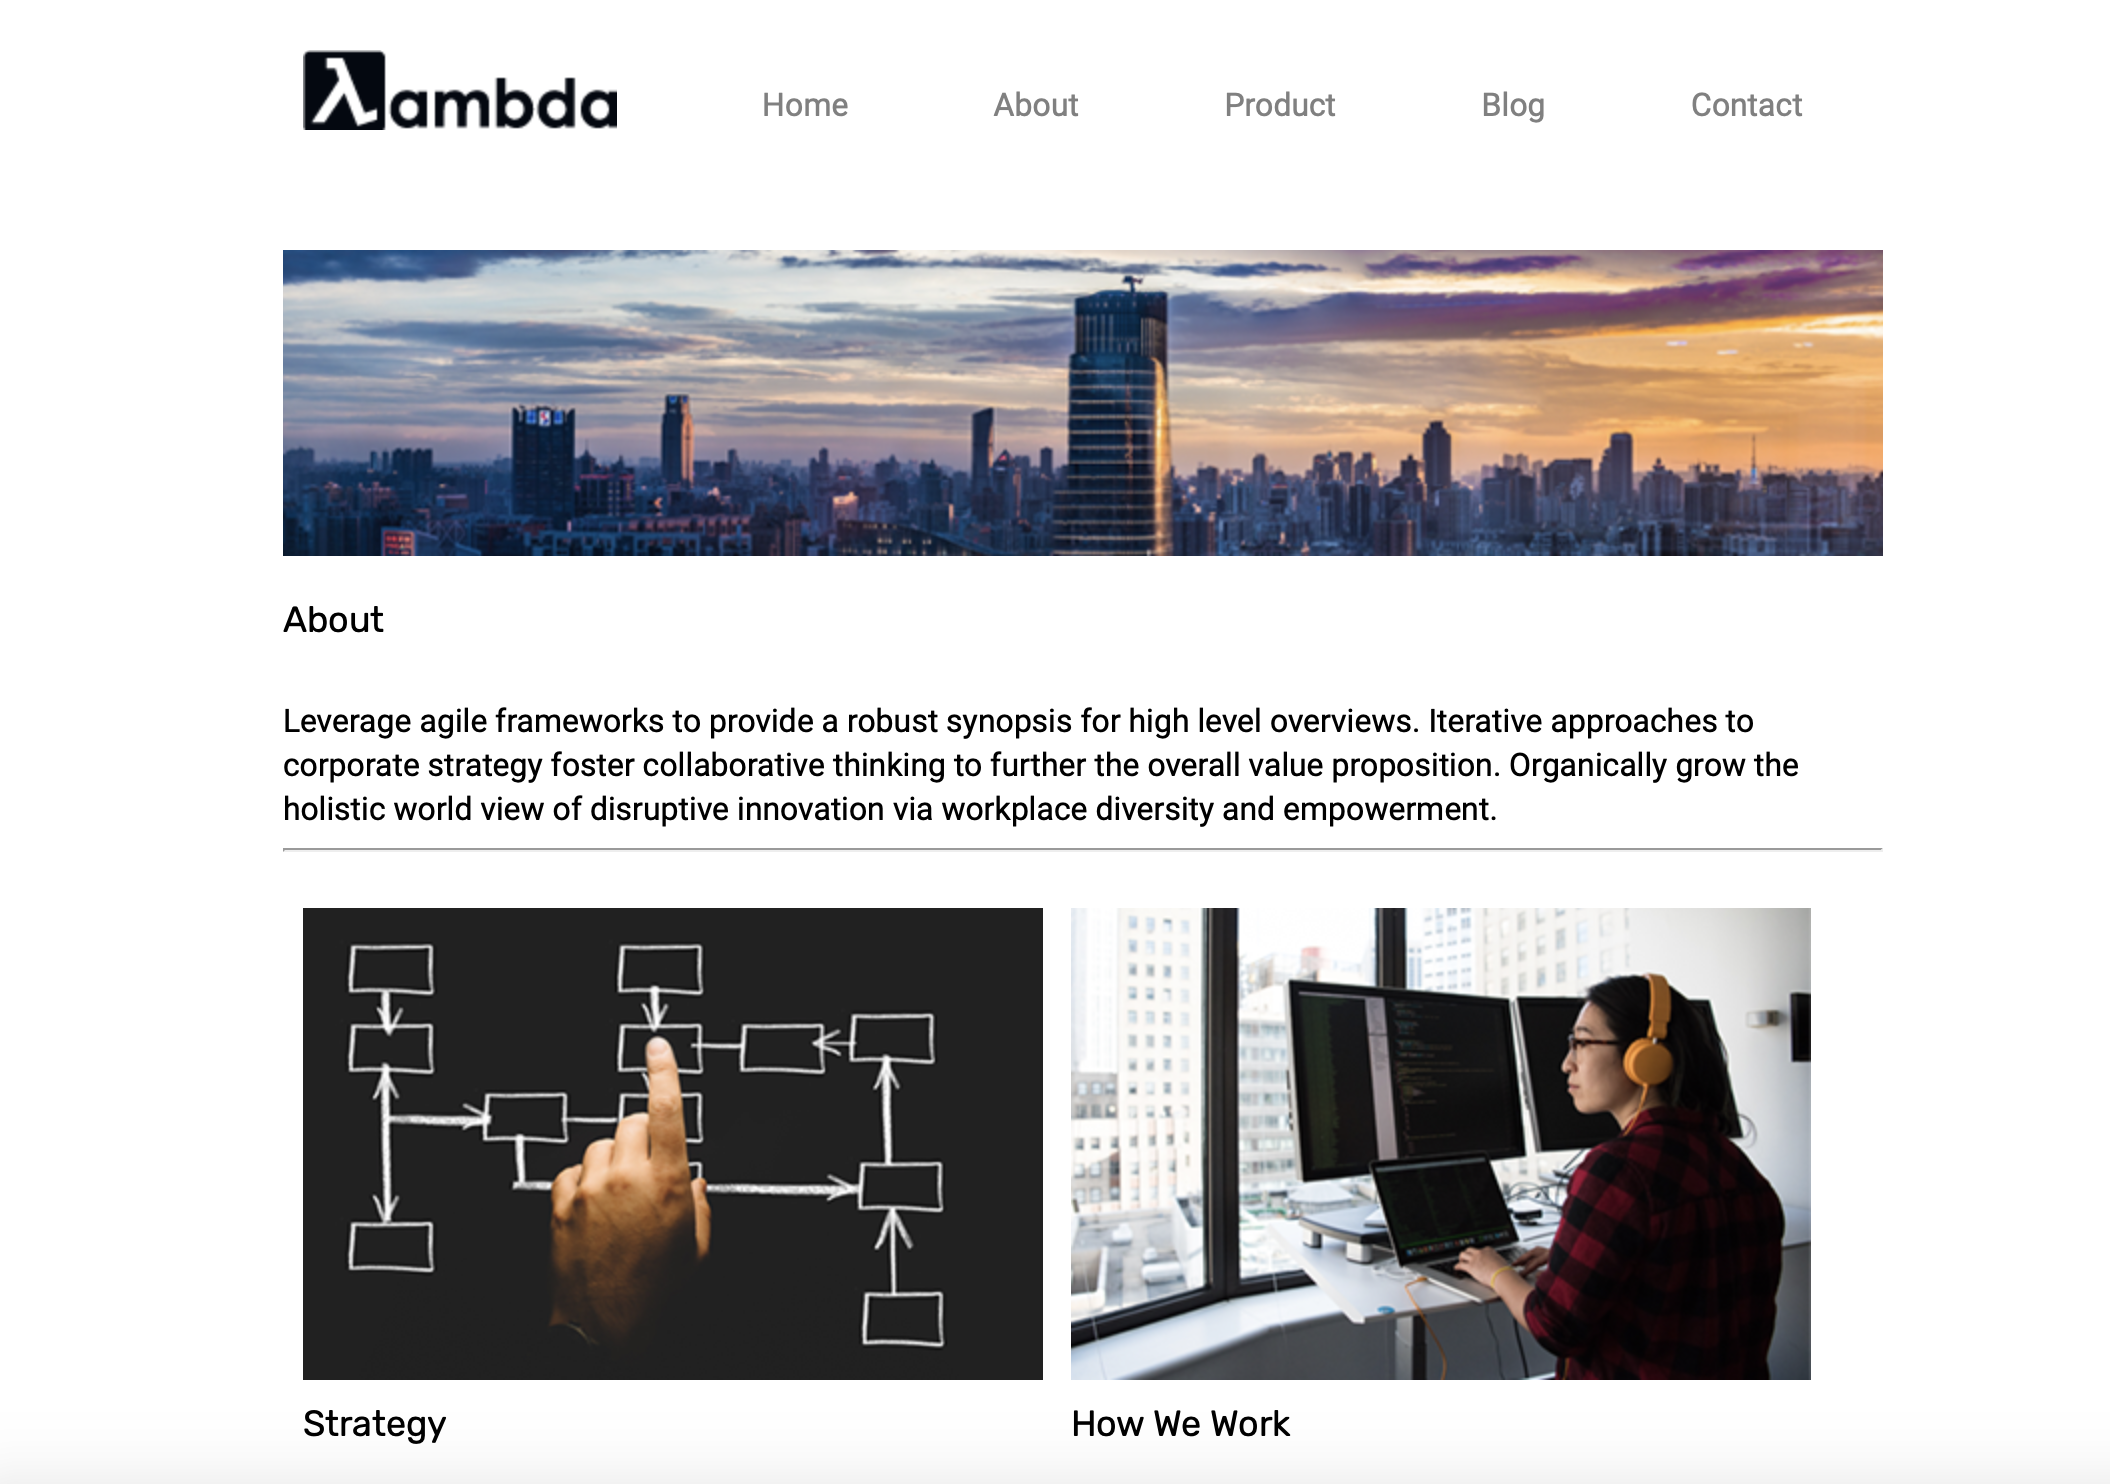 λambda
Home
About
Product
Blog
Contact
About
Leverage agile frameworks to provide a robust synopsis for high level overviews. Iterative approaches to
corporate strategy foster collaborative thinking to further the overall value proposition. Organically grow the
holistic world view of disruptive innovation via workplace diversity and empowerment.
Strategy
How We Work